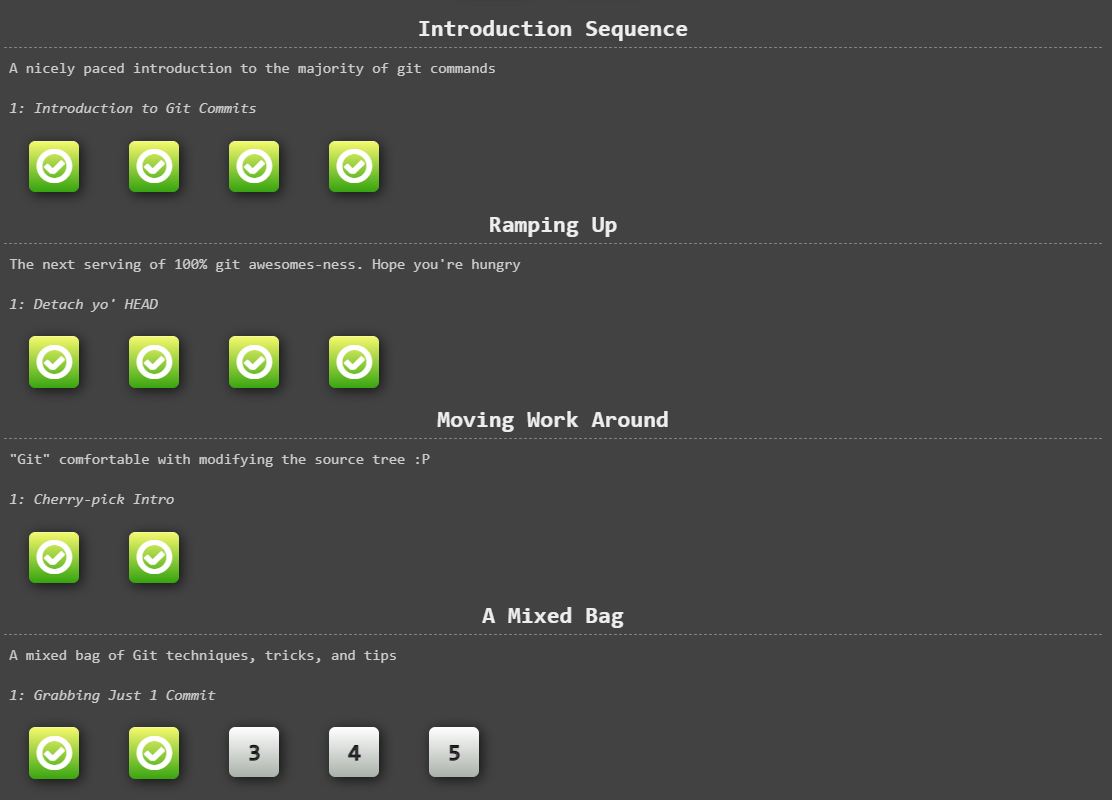 Introduction Sequence
A nicely paced introduction to the majority of git commands
1: Introduction to Git Commits
Ramping Up
The next serving of 100% git awesomes-ness. Hope you're hungry
1: Detach yo' HEAD
Moving Work Around
"Git" comfortable with modifying the source tree :P
1: Cherry-pick Intro
A Mixed Bag
A mixed bag of Git techniques, tricks, and tips
1: Grabbing Just 1 Commit
3 4 5